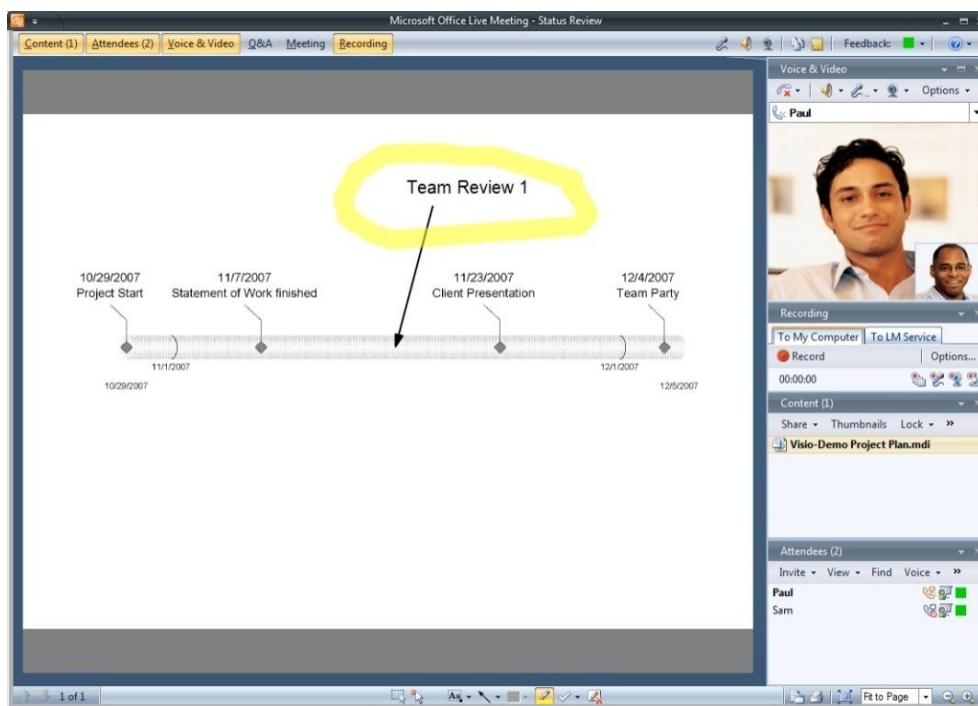 Microsoft Office Live Meeting - Status Review
Content (1) Attendees (2) Voice & Video Q&A Meeting Recording
Feedback:
Voice & Video
Options
Paul
Team Review 1
10/29/2007
Project Start
11/7/2007
Statement of Work finished
11/23/2007
Client Presentation
12/4/2007
Team Party
11/1/2007
12/1/2007
10/29/2007
12/5/2007
Recording
To My Computer To LM Service
Record Options...
00:00:00
Content (1)
Share Thumbnails Lock »
Visio-Demo Project Plan.mdi
Attendees (2)
Invite View Find Voice »
Paul
Sam
1 of 1
Aa
Fit to Page